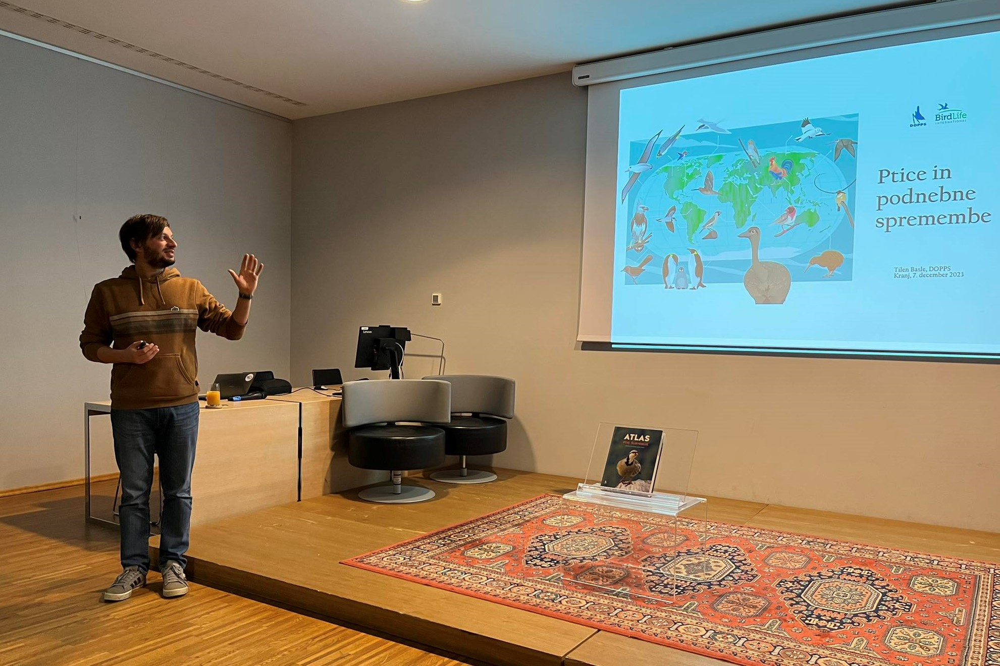 DOPPS
BirdLife
INTERNATIONAL
Ptice in
podnebne
spremembe
Tilen Basle, DOPPS
Kranj, 7. december 2023
Lenovo
ATLAS
PTIC SLOVENIJE